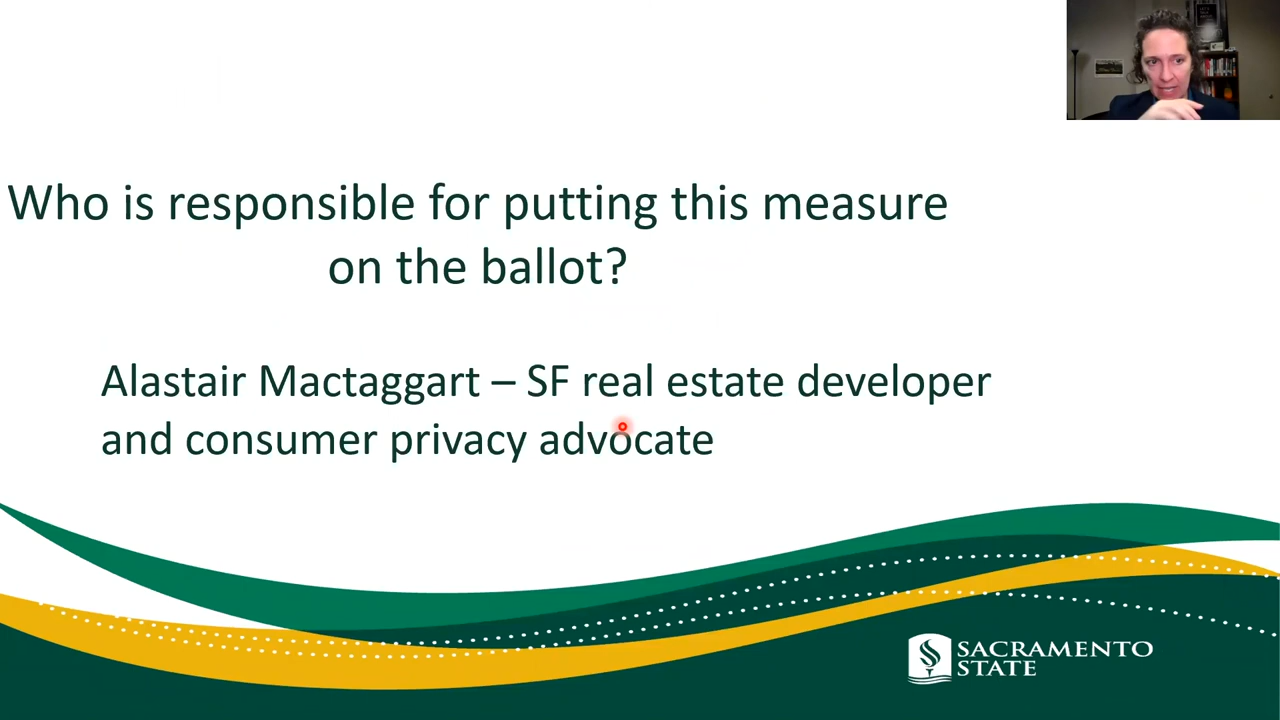 Who is responsible for putting this measure
on the ballot?
Alastair Mactaggart – SF real estate developer
and consumer privacy advocate
SACRAMENTO
STATE